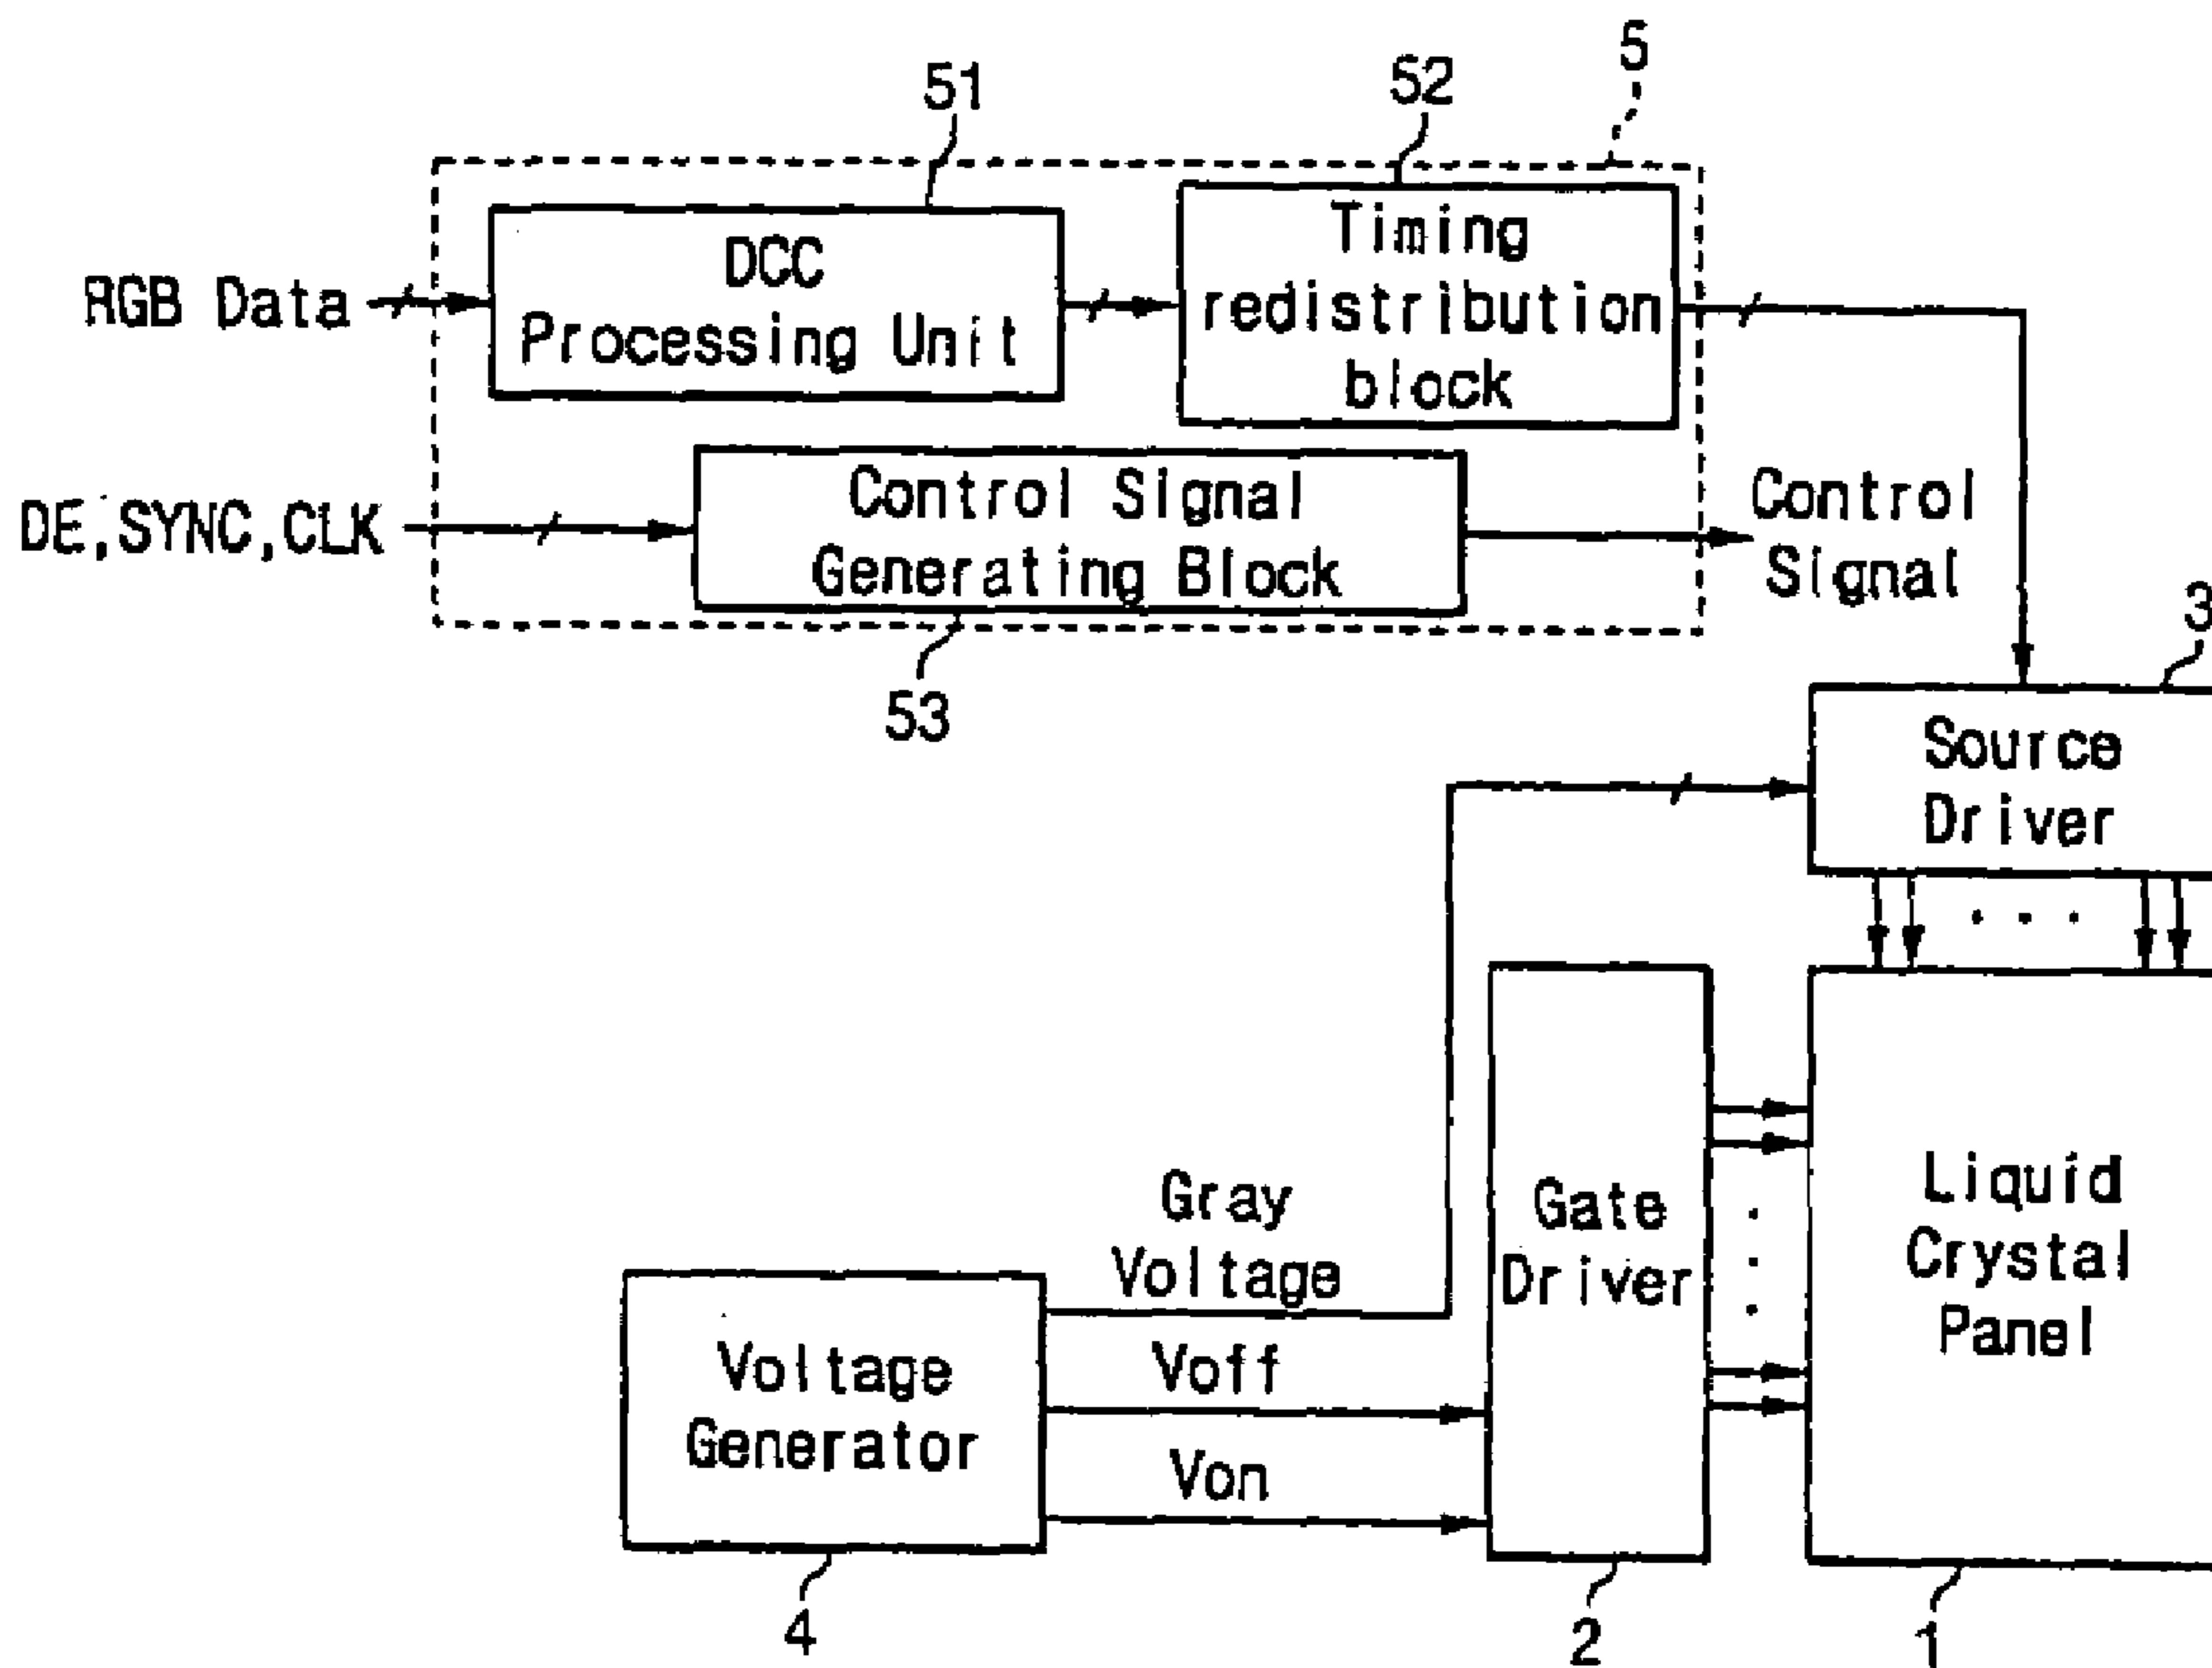 5
51
52
RGB Data
DCC
Processing Unit
Timing
redistribution
block
DE,SYNC,CLK
Control Signal
Generating Block
Control
Signal
53
3
Source
Driver
Gray
Voltage
Voltage
Generator
Voff
Von
Gate
Driver
Liquid
Crystal
Panel
4
2
1